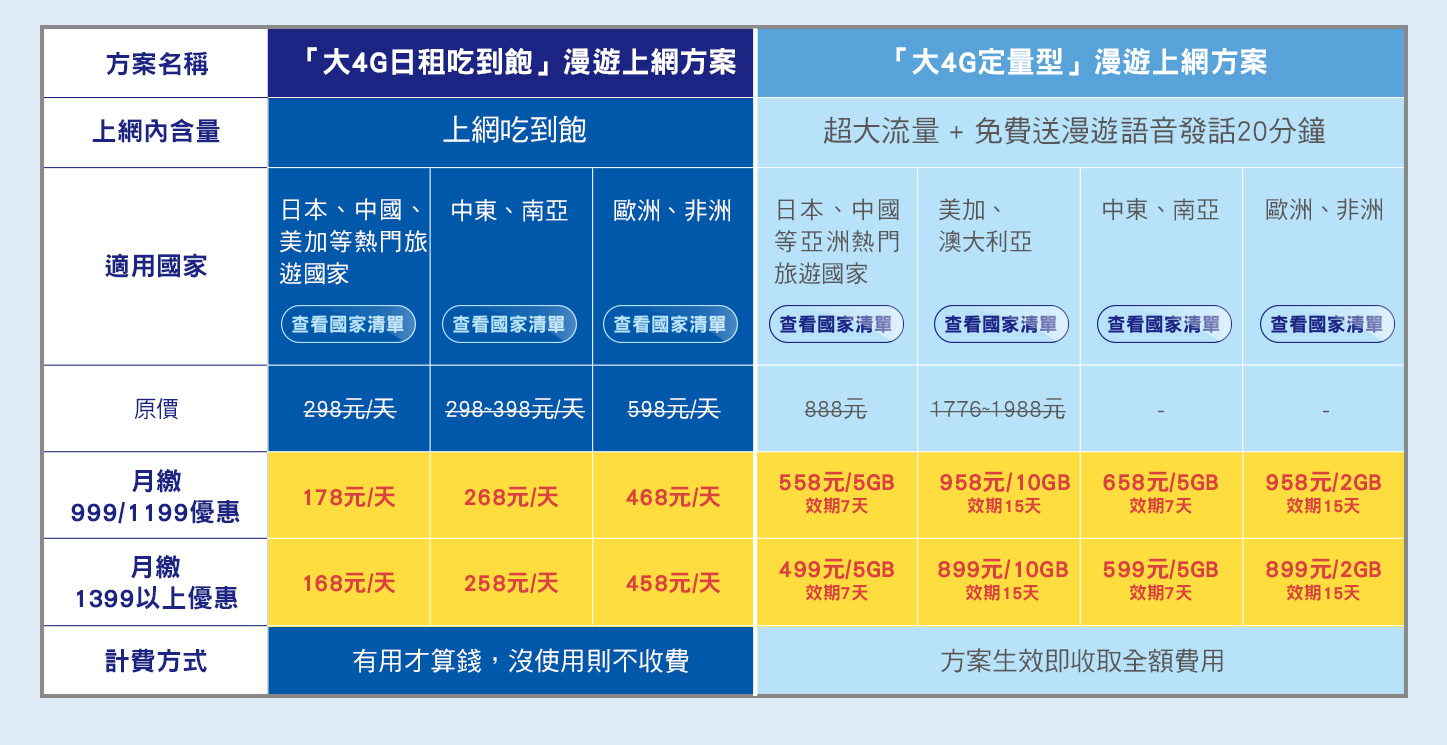 方案名稱
「大4G日租吃到飽」漫遊上網方案
「大4G定量型」漫遊上網方案
上網內含量
上網吃到飽
超大流量 + 免費送漫遊語音發話20分鐘
適用國家
日本、中國、
美加等熱門旅
遊國家
查看國家清單
中東、南亞
查看國家清單
歐洲、非洲
查看國家清單
日本、中國
等亞洲熱門
旅遊國家
查看國家清單
美加、
澳大利亞
查看國家清單
中東、南亞
查看國家清單
歐洲、非洲
查看國家清單
原價
298元/天
298~398元/天
598元/天
888元
1776~1988元
-
-
月繳
999/1199優惠
178元/天
268元/天
468元/天
558元/5GB
效期7天
958元/10GB
效期15天
658元/5GB
效期7天
958元/2GB
效期15天
月繳
1399以上優惠
168元/天
258元/天
458元/天
499元/5GB
效期7天
899元/10GB
效期15天
599元/5GB
效期7天
899元/2GB
效期15天
計費方式
有用才算錢，沒使用則不收費
方案生效即收取全額費用